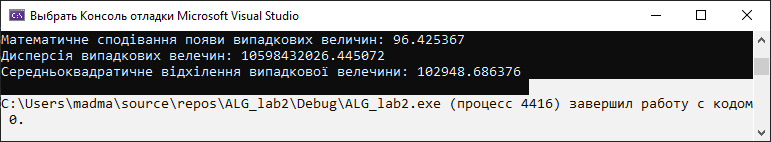 Выбрать Консоль отладки Microsoft Visual Studio
Математичне сподівання появи випадкових величин: 96.425367
Дисперсія випадкових велечин: 10598432026.445072
Середньоквадратичне відхілення випадкової велечини: 102948.686376
C:\Users\madma\source\repos\ALG_lab2\Debug\ALG_lab2.exe (процесс 4416) завершил работу с кодом
0.